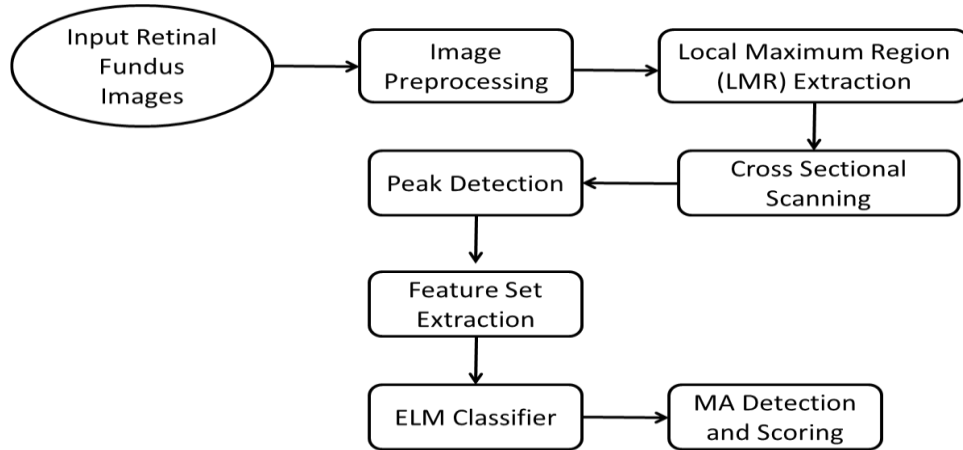 Input Retinal
Fundus
Images
Image
Preprocessing
Local Maximum Region
(LMR) Extraction
Cross Sectional
Scanning
Peak Detection
Feature Set
Extraction
ELM Classifier
MA Detection
and Scoring